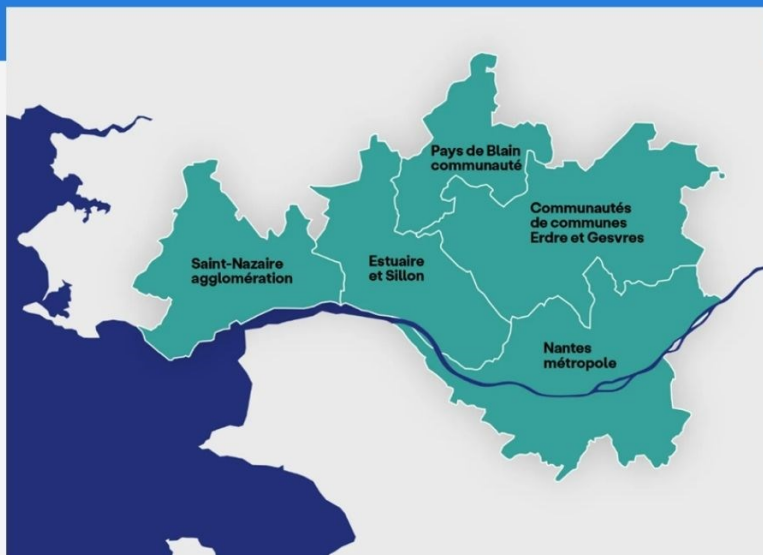 Pays de Blain
communauté
Communautés
de communes
Erdre et Gesvres
Saint-Nazaire
agglomération
Estuaire
et Sillon
Nantes
métropole